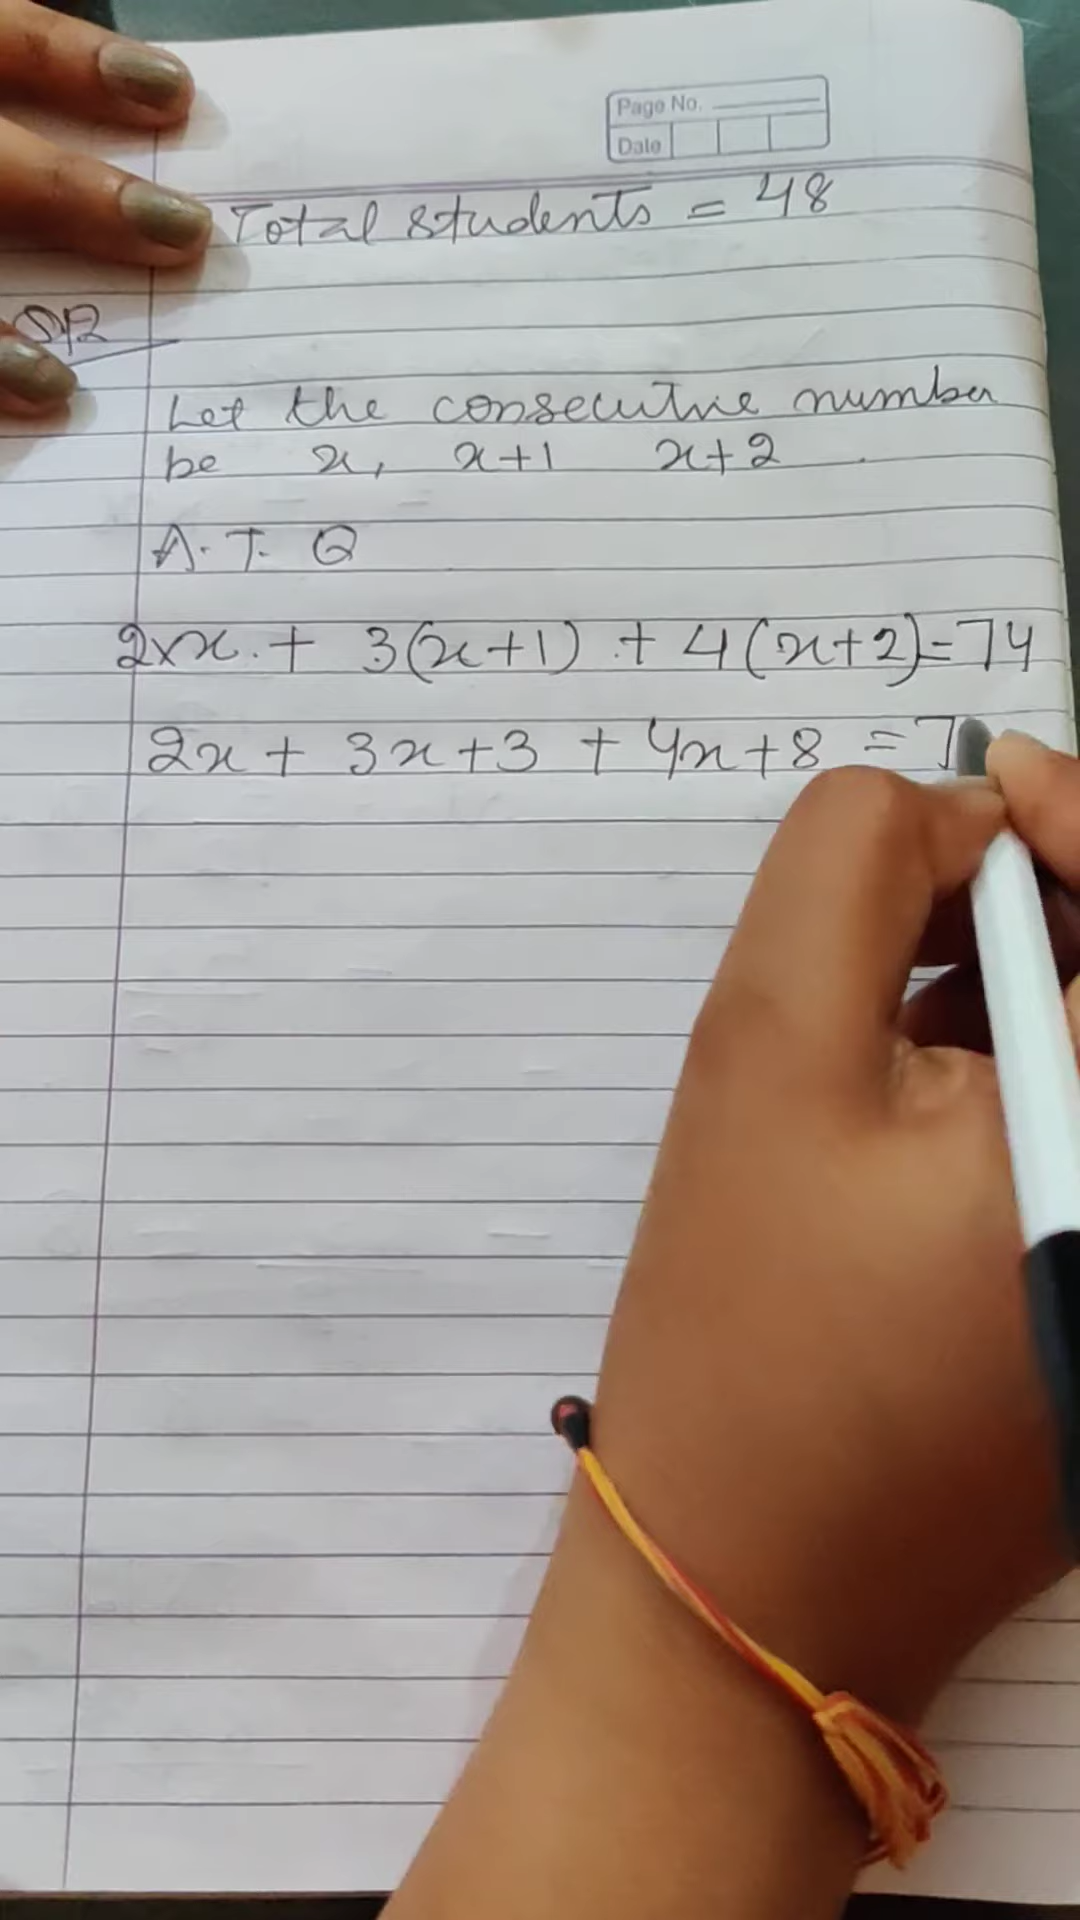 Page No.
Date
Total students = 48
Let the consecutive number
be x, x+1 x+2
A. T. Q
2×x + 3(x+1) + 4(x+2)=74
2x + 3x+3 + 4x+8 = 7